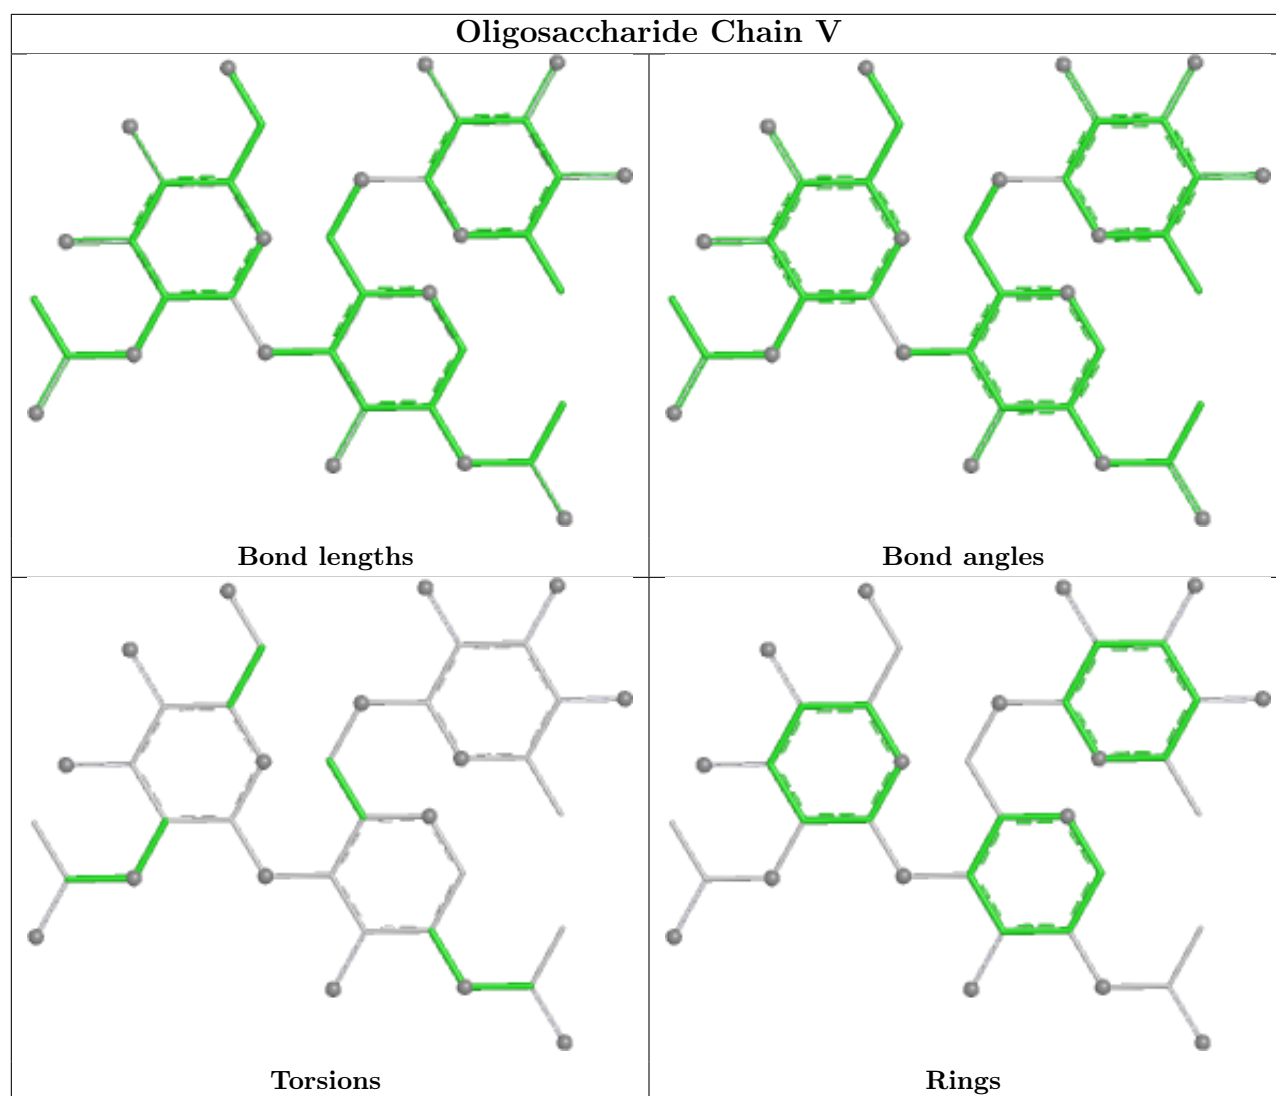 Oligosaccharide Chain V
Bond lengths
Bond angles
Torsions
Rings